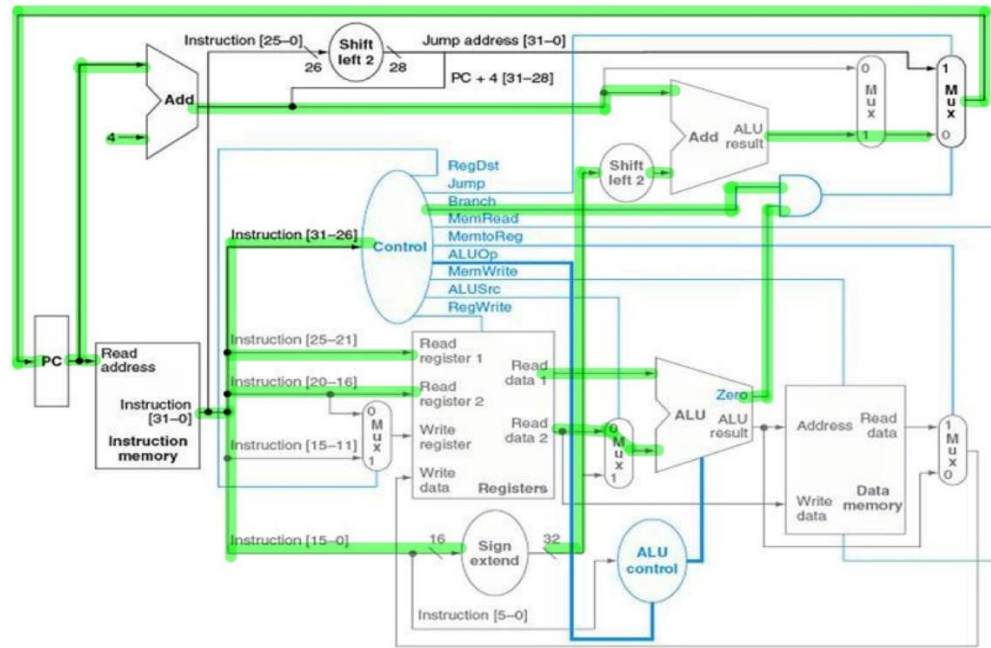 Instruction [25–0]
26
Shift
left 2
28
Jump address [31–0]
PC + 4 [31–28]
Add
4
0
M
u
x
1
1
M
u
x
0
Add
ALU
result
Shift
left 2
RegDst
Jump
Branch
MemRead
MemtoReg
ALUOp
MemWrite
ALUSrc
RegWrite
Instruction [31–26]
Control
PC
Read
address
Instruction
[31–0]
Instruction
memory
Instruction [25–21]
Instruction [20–16]
Instruction [15–11]
0
M
u
x
1
Read
register 1
Read
register 2
Write
register
Write
data
Read
data 1
Read
data 2
Registers
0
M
u
x
1
Zero
ALU
ALU
result
Address
Read
data
Write
data
Data
memory
1
M
u
x
0
Instruction [15–0]
16
Sign
extend
32
ALU
control
Instruction [5–0]